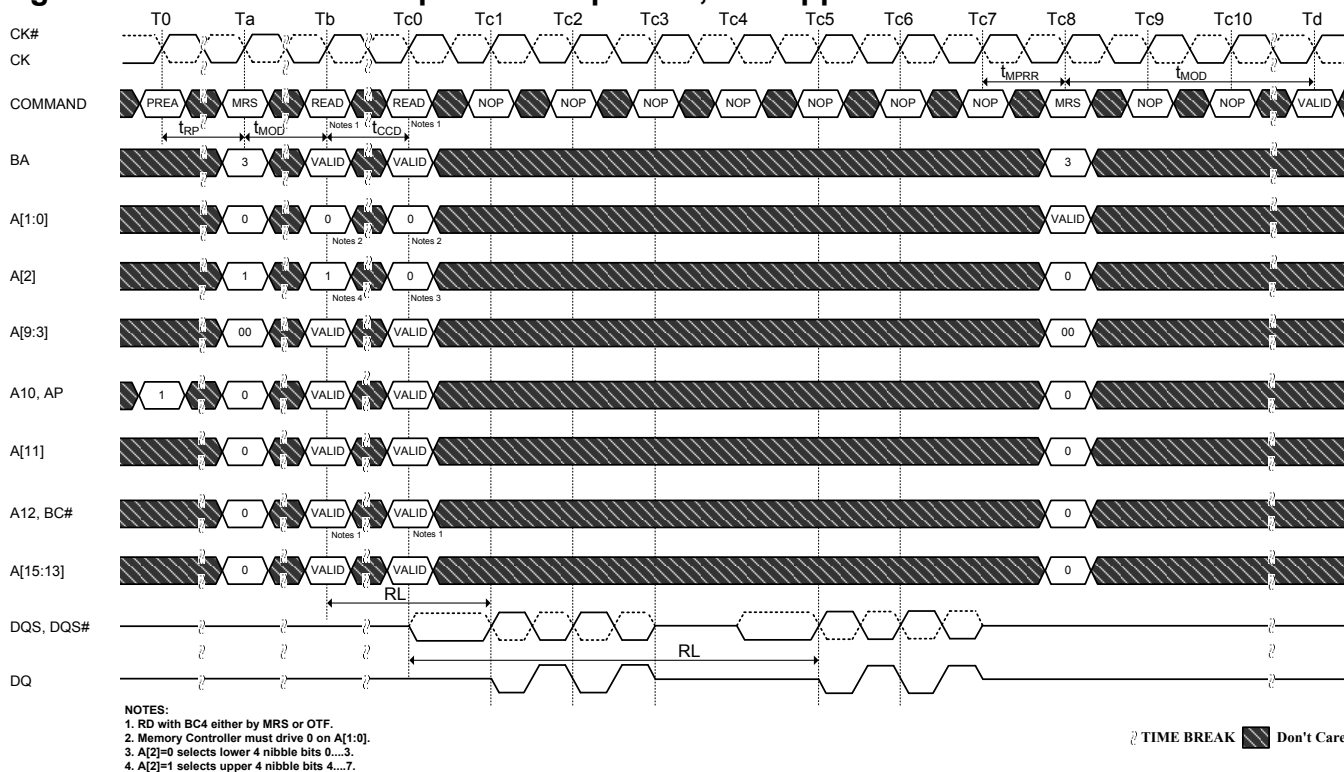 T0 Ta Tb Tc0 Tc1 Tc2 Tc3 Tc4 Tc5 Tc6 Tc7 Tc8 Tc9 Tc10 Td
CK#
CK
tMPRR tMOD
COMMAND PREA MRS READ READ NOP NOP NOP NOP NOP NOP NOP MRS NOP NOP VALID
Notes 1 Notes 1
tRP tMOD tCCD
BA 3 VALID VALID 3
A[1:0] 0 0 0 VALID
Notes 2 Notes 2
A[2] 1 1 0 0
Notes 4 Notes 3
A[9:3] 00 VALID VALID 00
A10, AP 1 0 VALID VALID 0
A[11] 0 VALID VALID 0
A12, BC# 0 VALID VALID 0
Notes 1 Notes 1
A[15:13] 0 VALID VALID 0
RL
DQS, DQS#
RL
DQ
NOTES:
1. RD with BC4 either by MRS or OTF.
2. Memory Controller must drive 0 on A[1:0].
3. A[2]=0 selects lower 4 nibble bits 0....3.
4. A[2]=1 selects upper 4 nibble bits 4....7.
TIME BREAK Don't Care